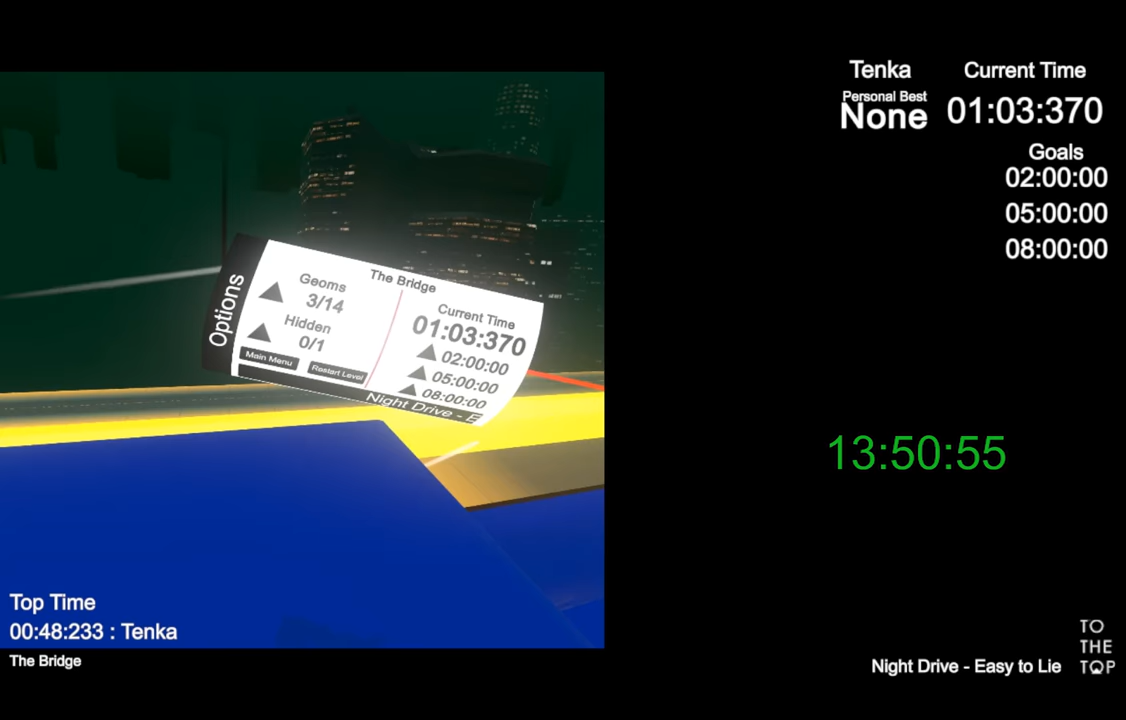 Tenka
Personal Best
None
Current Time
01:03:370
Goals
02:00:00
05:00:00
08:00:00
Options
The Bridge
Geoms
3/14
Hidden
0/1
Main Menu
Restart Level
Current Time
01:03:370
02:00:00
05:00:00
08:00:00
Night Drive - E
13:50:55
Top Time
00:48:233 : Tenka
The Bridge
Night Drive - Easy to Lie
TO
THE
TOP